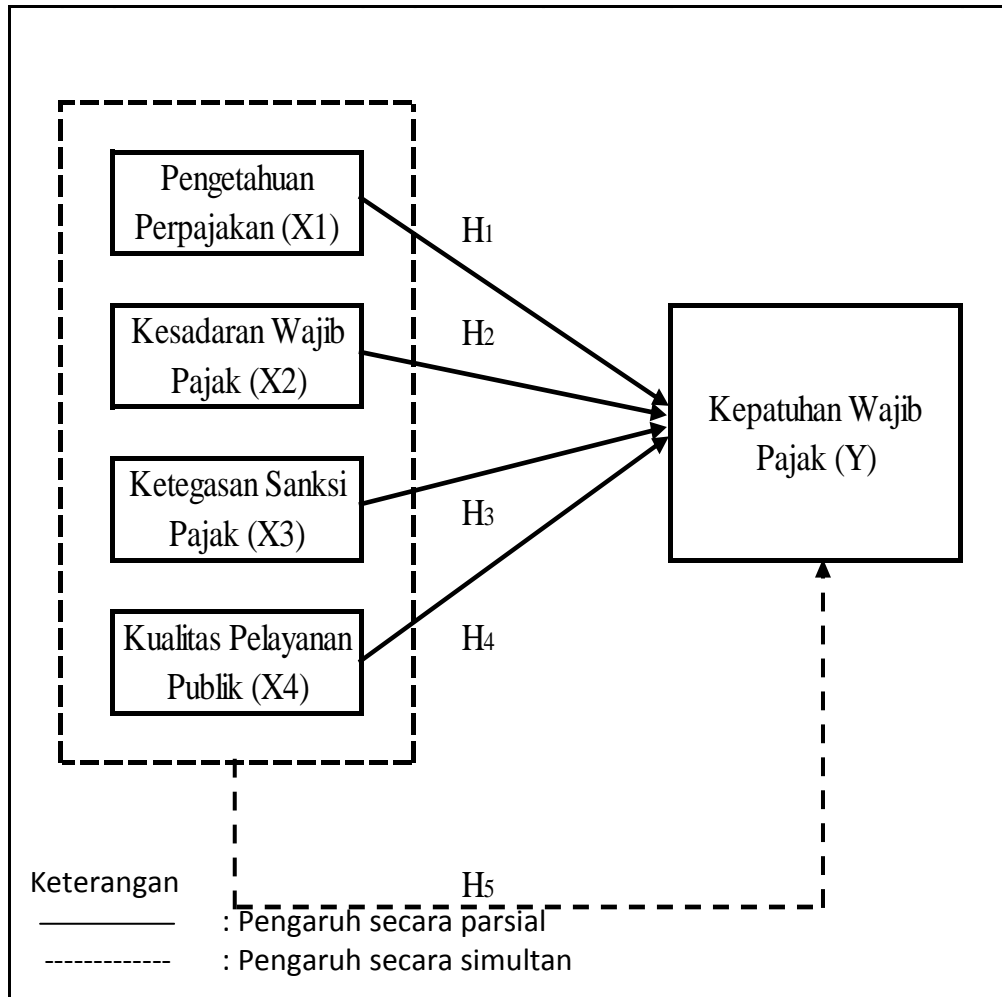 Pengetahuan
Perpajakan (X1)
H1
Kesadaran Wajib
Pajak (X2)
H2
Kepatuhan Wajib
Pajak (Y)
Ketegasan Sanksi
Pajak (X3)
H3
Kualitas Pelayanan
Publik (X4)
H4
H5
Keterangan
: Pengaruh secara parsial
: Pengaruh secara simultan